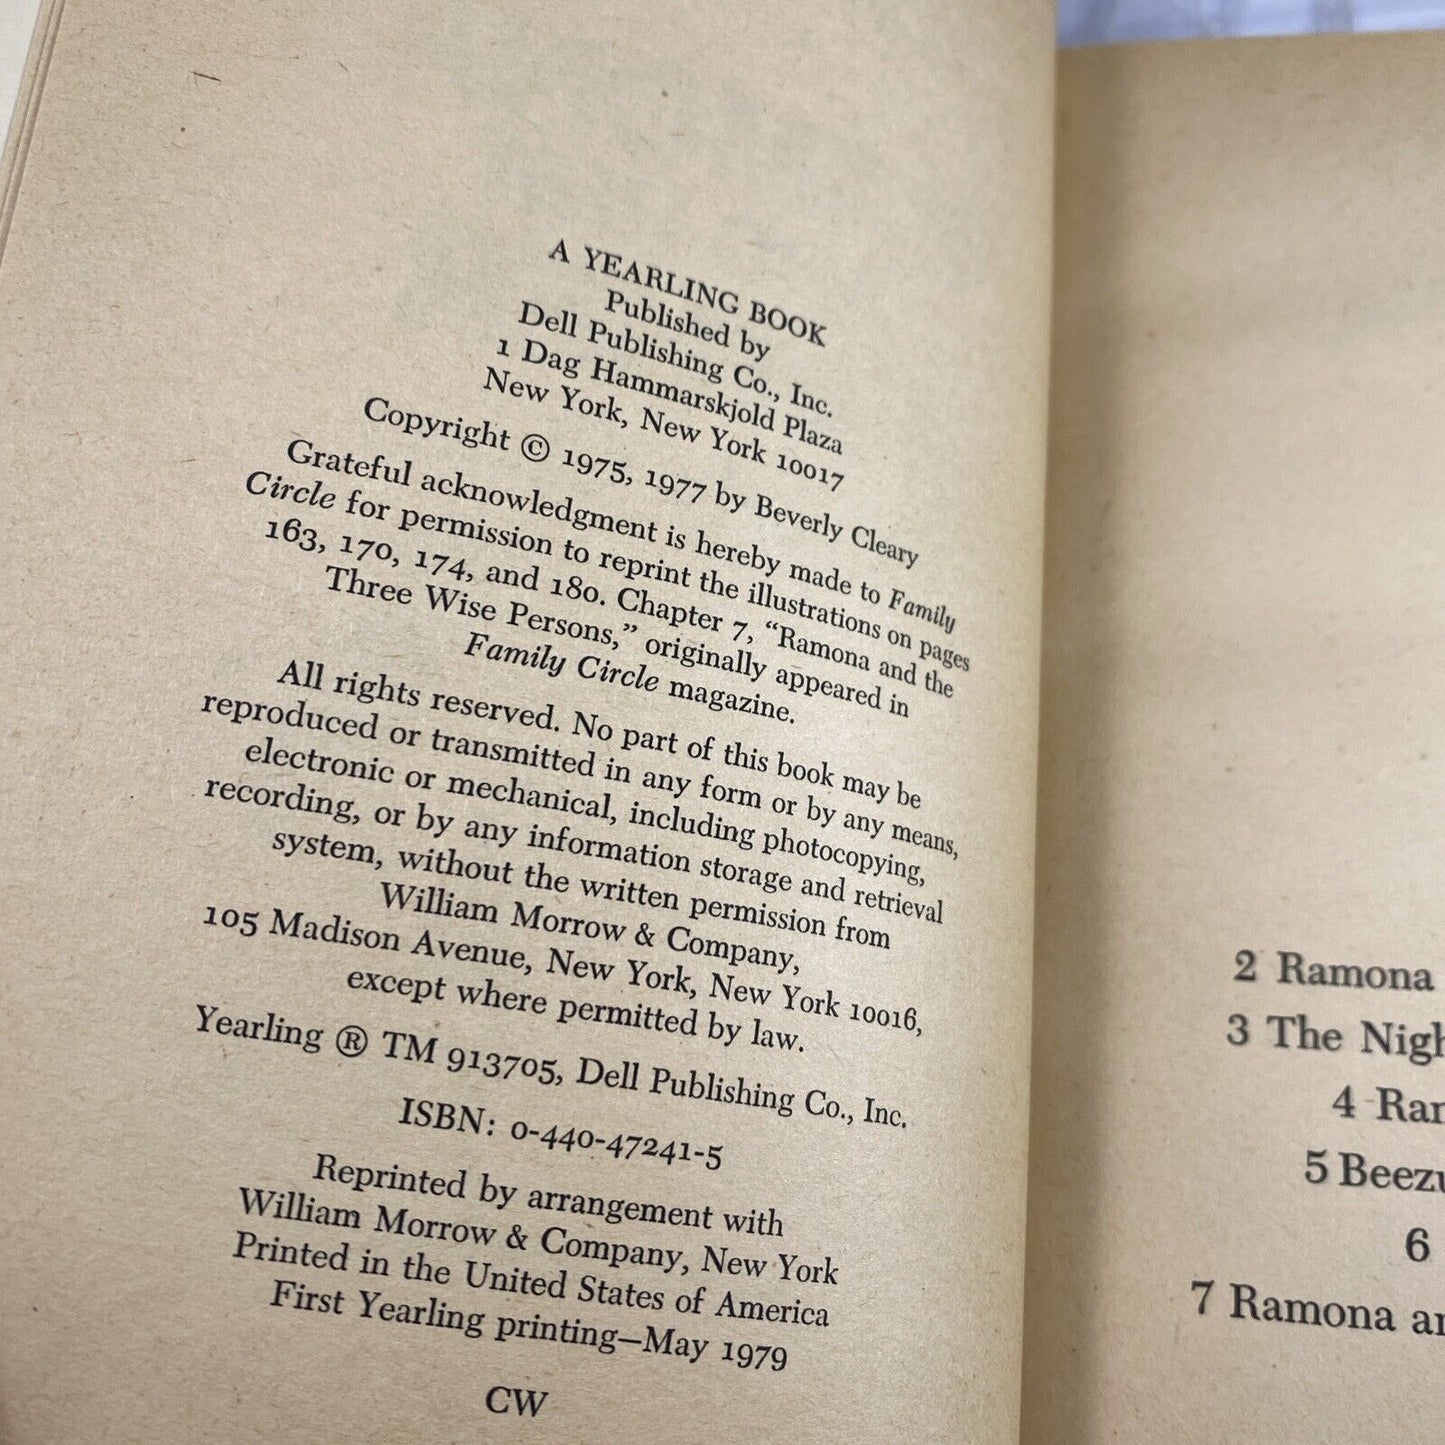 A YEARLING BOOK
Published by
Dell Publishing Co., Inc.
1 Dag Hammarskjold Plaza
New York, New York 10017
Copyright © 1975, 1977 by Beverly Cleary
Grateful acknowledgment is hereby made to Family
Circle for permission to reprint the illustrations on pages
163, 170, 174, and 180. Chapter 7, “Ramona and the
Three Wise Persons,” originally appeared in
Family Circle magazine.
All rights reserved. No part of this book may be
reproduced or transmitted in any form or by any means,
electronic or mechanical, including photocopying,
recording, or by any information storage and retrieval
system, without the written permission from
William Morrow & Company,
105 Madison Avenue, New York, New York 10016,
except where permitted by law.
Yearling ® TM 913705, Dell Publishing Co., Inc.
ISBN: 0-440-47241-5
Reprinted by arrangement with
William Morrow & Company, New York
Printed in the United States of America
First Yearling printing—May 1979
CW
2 Ramona
3 The
4
5
6
7 Ramona